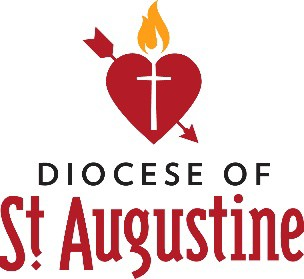 DIOCESE OF
St. Augustine